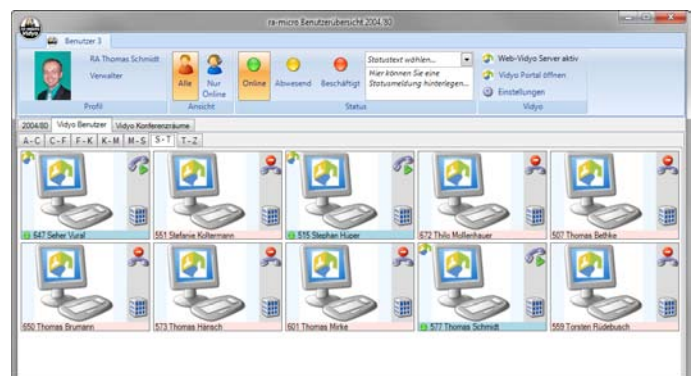 ra-micro Benutzerübersicht 2004/80
Benutzer 3
RA Thomas Schmidt
Verwalter
Profil
Alle
Nur Online
Ansicht
Online
Abwesend
Beschäftigt
Statustext wählen...
Hier können Sie eine
Statusmeldung hinterlegen...
Status
Web-Vidyo Server aktiv
Vidyo Portal öffnen
Einstellungen
Vidyo
2004/80 Vidyo Benutzer Vidyo Konferenzräume
A - C C - F F - K K - M M - S S - T T - Z
647 Seher Vural
551 Stefanie Koltermann
515 Stephan Hüper
672 Thilo Mollenhauer
507 Thomas Bethke
650 Thomas Brumann
573 Thomas Hänsch
601 Thomas Mirke
577 Thomas Schmidt
559 Torsten Rüdebusch